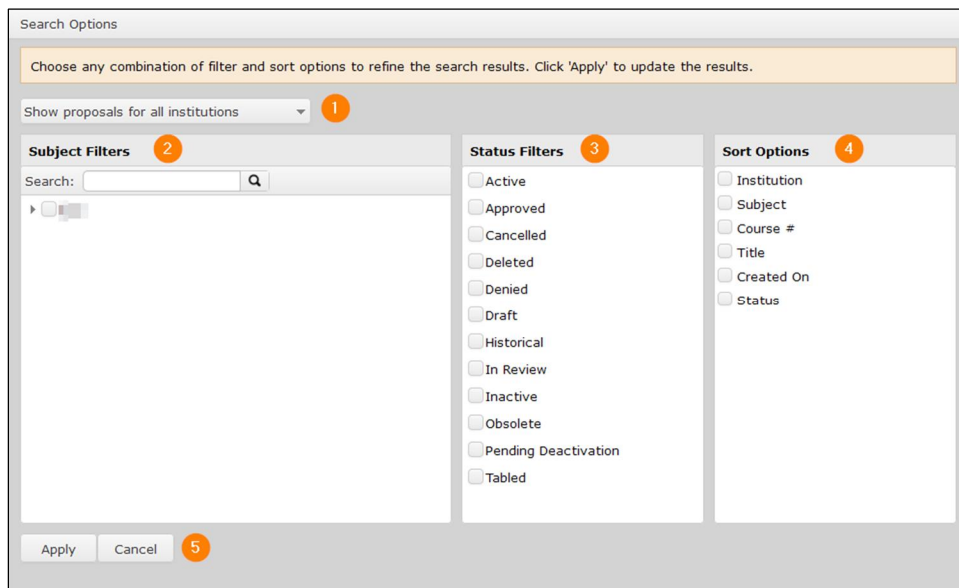 Search Options
Choose any combination of filter and sort options to refine the search results. Click 'Apply' to update the results.
Show proposals for all institutions 1
Subject Filters 2
Search:
Status Filters 3
Active
Approved
Cancelled
Deleted
Denied
Draft
Historical
In Review
Inactive
Obsolete
Pending Deactivation
Tabled
Sort Options 4
Institution
Subject
Course #
Title
Created On
Status
Apply Cancel 5